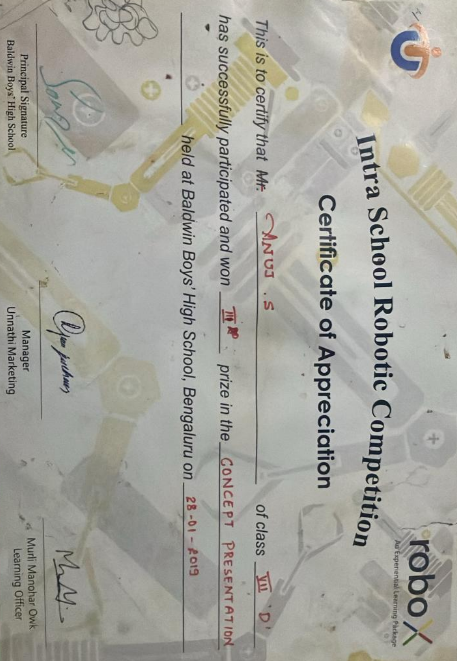 robox
An Experiential Learning Package
Intra School Robotic Competition
Certificate of Appreciation
This is to certify that Mr. ANUJ .S of class VII 'D'
has successfully participated and won III prize in the CONCEPT PRESENTATION
held at Baldwin Boys' High School, Bengaluru on 28-01-2019
Principal Signature
Baldwin Boys' High School
Manager
Unnathi Marketing
Mufti Manohar Owk
Learning Officer